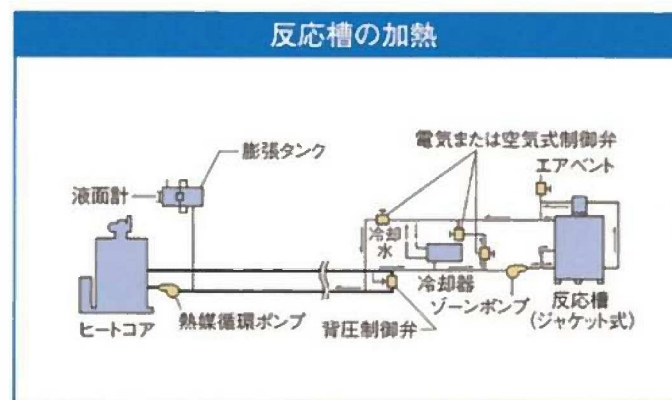 反応槽の加熱
電気または空気式制御弁
膨張タンク
エアベント
液面計
冷却
水
冷却器
ゾーンポンプ
反応槽
(ジャケット式)
ヒートコア
熱媒循環ポンプ
背圧制御弁